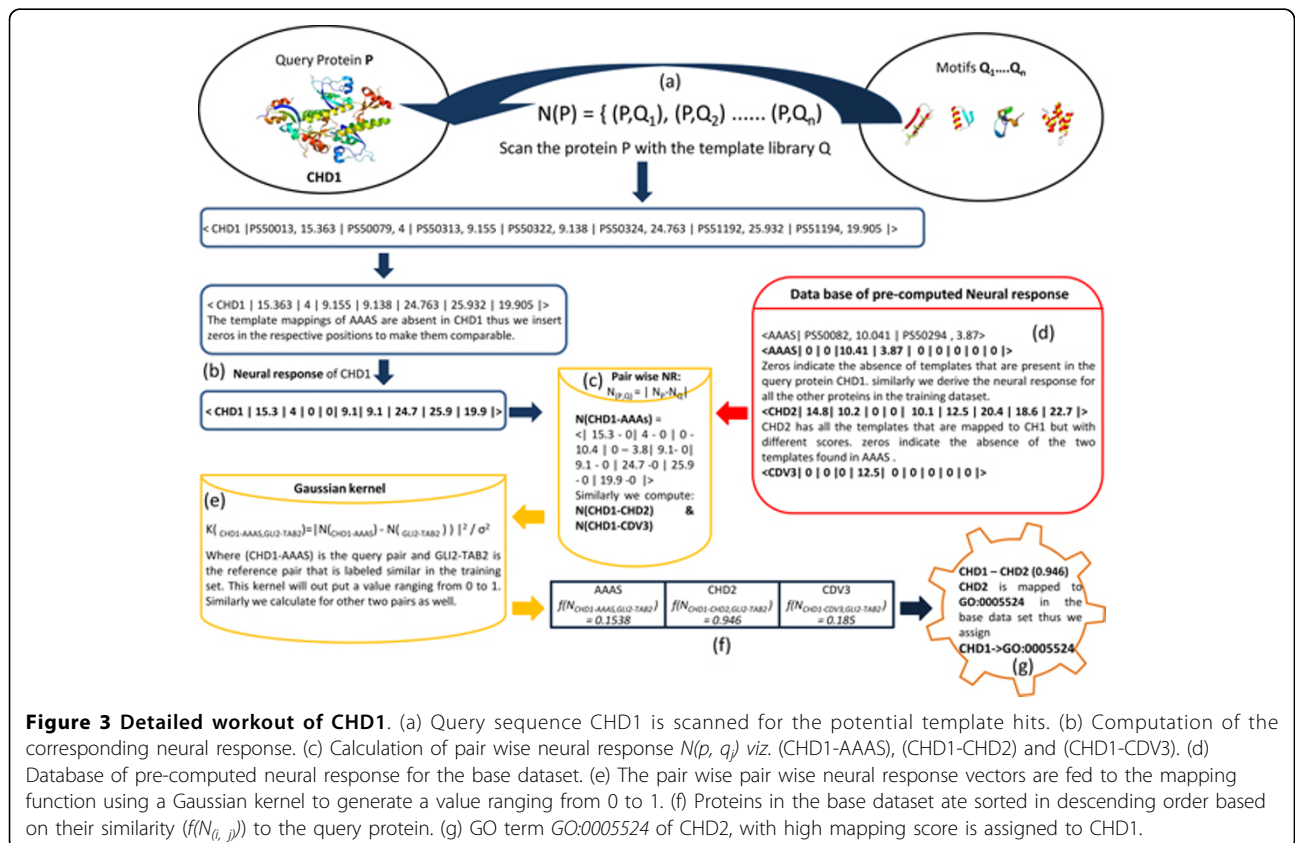 Query Protein P
CHD1
(a)
N(P) = { (P,Q1), (P,Q2) ...... (P,Qn)
Scan the protein P with the template library Q
Motifs Q1....Qn
< CHD1 |PS50013, 15.363 | PS50079, 4 | PS50313, 9.155 | PS50322, 9.138 | PS50324, 24.763 | PS51192, 25.932 | PS51194, 19.905 |>
< CHD1 | 15.363 | 4 | 9.155 | 9.138 | 24.763 | 25.932 | 19.905 |>
The template mappings of AAAS are absent in CHD1 thus we insert
zeros in the respective positions to make them comparable.
(b) Neural response of CHD1
< CHD1 | 15.3 | 4 | 0 | 0| 9.1| 9.1 | 24.7 | 25.9 | 19.9 |>
(c) Pair wise NR:
N[P,Q] = | NP-NQ|
N(CHD1-AAAs) =
<| 15.3 - 0| 4 - 0 | 0 -
10.4 | 0 – 3.8| 9.1- 0|
9.1 - 0 | 24.7 -0 | 25.9
- 0 | 19.9 -0 |>
Similarly we compute:
N(CHD1-CHD2) &
N(CHD1-CDV3)
Data base of pre-computed Neural response
(d)
<AAAS| PS50082, 10.041 | PS50294 , 3.87>
<AAAS| 0 | 0 |10.41 | 3.87 | 0 | 0 | 0 | 0 | 0 |>
Zeros indicate the absence of templates that are present in the
query protein CHD1. similarly we derive the neural response for
all the other proteins in the training dataset.
<CHD2| 14.8| 10.2 | 0 | 0 | 10.1 | 12.5 | 20.4 | 18.6 | 22.7 |>
CHD2 has all the templates that are mapped to CH1 but with
different scores. zeros indicate the absence of the two
templates found in AAAS .
<CDV3| 0 | 0 |0 | 12.5| 0 | 0 | 0 | 0 | 0 |>
(e) Gaussian kernel
K( CHD1-AAAS,GLI2-TAB2)=|N(CHD1-AAAS) - N( GLI2-TAB2) ) |2 / σ2
Where (CHD1-AAAS) is the query pair and GLI2-TAB2 is
the reference pair that is labeled similar in the training
set. This kernel will out put a value ranging from 0 to 1.
Similarly we calculate for other two pairs as well.
AAAS
f(NCHD1-AAAS,GLI2-TAB2)
= 0.1538
CHD2
f(NCHD1-CHD2,GLI2-TAB2)
= 0.946
CDV3
f(NCHD1-CDV3,GLI2-TAB2)
= 0.185
(f)
CHD1 – CHD2 (0.946)
CHD2 is mapped to
GO:0005524 in the
base data set thus we
assign
CHD1->GO:0005524
(g)
Figure 3 Detailed workout of CHD1. (a) Query sequence CHD1 is scanned for the potential template hits. (b) Computation of the
corresponding neural response. (c) Calculation of pair wise neural response N(p, qj) viz. (CHD1-AAAS), (CHD1-CHD2) and (CHD1-CDV3). (d)
Database of pre-computed neural response for the base dataset. (e) The pair wise pair wise neural response vectors are fed to the mapping
function using a Gaussian kernel to generate a value ranging from 0 to 1. (f) Proteins in the base dataset ate sorted in descending order based
on their similarity (f(N(i, j))) to the query protein. (g) GO term GO:0005524 of CHD2, with high mapping score is assigned to CHD1.